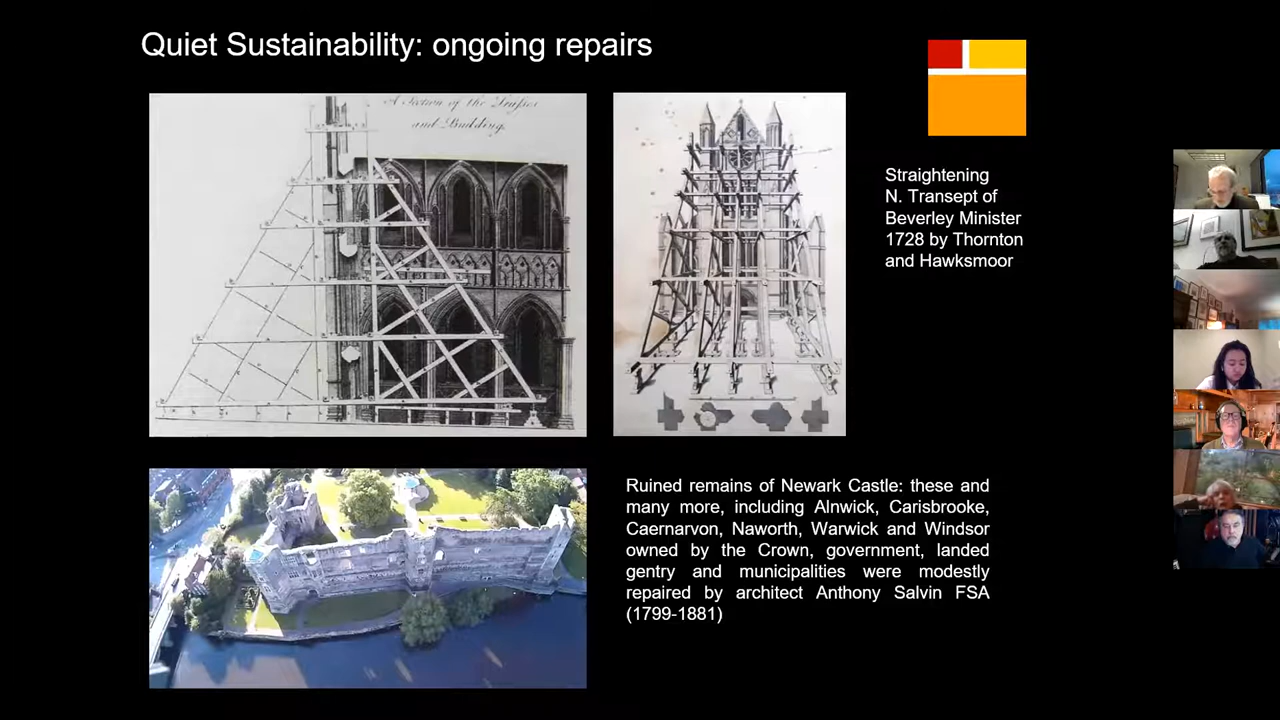 Quiet Sustainability: ongoing repairs
A Section of the Trusses
and Building.
Straightening
N. Transept of
Beverley Minister
1728 by Thornton
and Hawksmoor
Ruined remains of Newark Castle: these and
many more, including Alnwick, Carisbrooke,
Caernarvon, Naworth, Warwick and Windsor
owned by the Crown, government, landed
gentry and municipalities were modestly
repaired by architect Anthony Salvin FSA
(1799-1881)